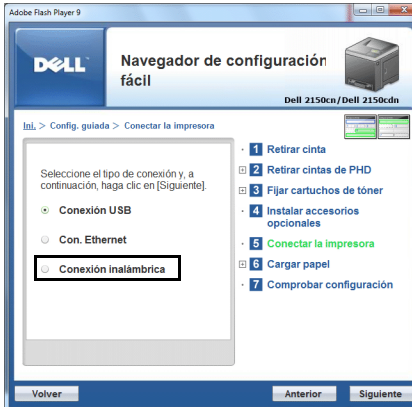 Adobe Flash Player 9
DELL
Navegador de configuración
fácil
Dell 2150cn/Dell 2150cdn
Ini. > Config. guiada > Conectar la impresora
Seleccione el tipo de conexión y, a
continuación, haga clic en [Siguiente].
Conexión USB
Con. Ethernet
Conexión inalámbrica
1 Retirar cinta
2 Retirar cintas de PHD
3 Fijar cartuchos de tóner
4 Instalar accesorios
opcionales
5 Conectar la impresora
6 Cargar papel
7 Comprobar configuración
Volver
Anterior
Siguiente